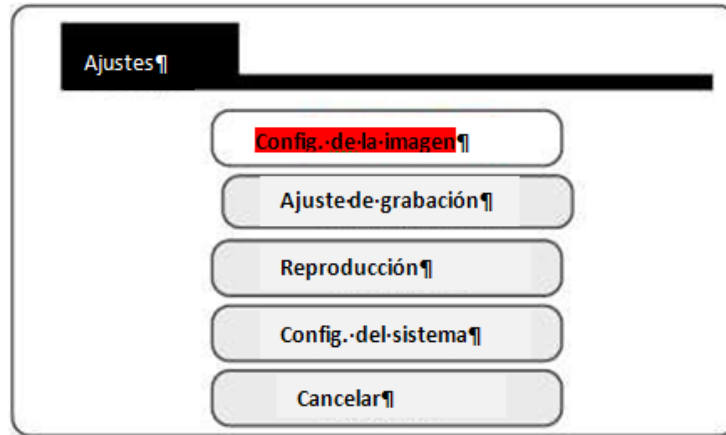 Ajustes¶
Config.·de·la·imagen¶
Ajuste·de·grabación¶
Reproducción¶
Config.·del·sistema¶
Cancelar¶